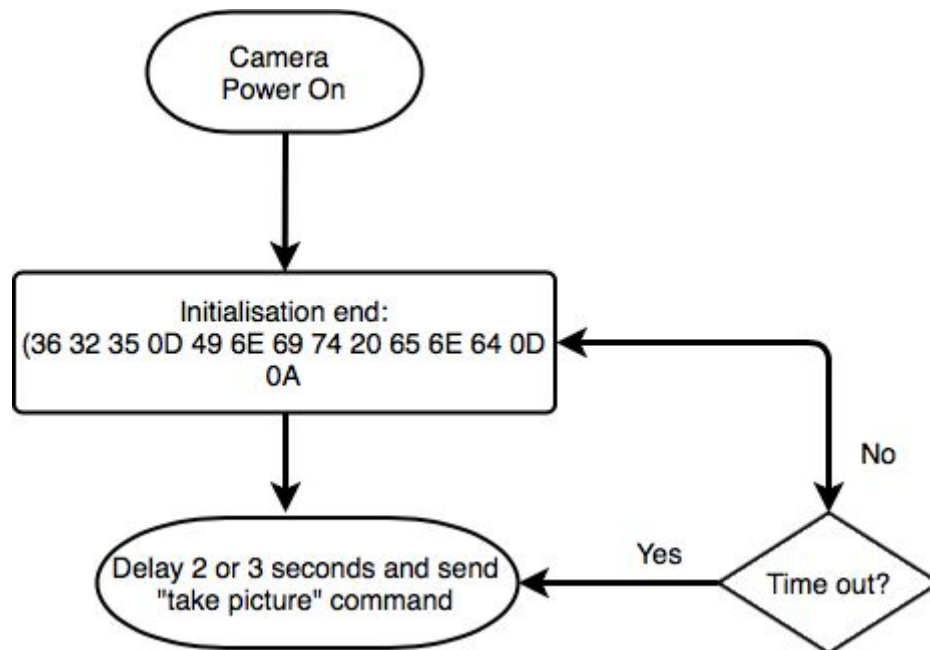 Camera
Power On
Initialisation end:
(36 32 35 0D 49 6E 69 74 20 65 6E 64 0D
0A
No
Yes
Delay 2 or 3 seconds and send
"take picture" command
Time out?